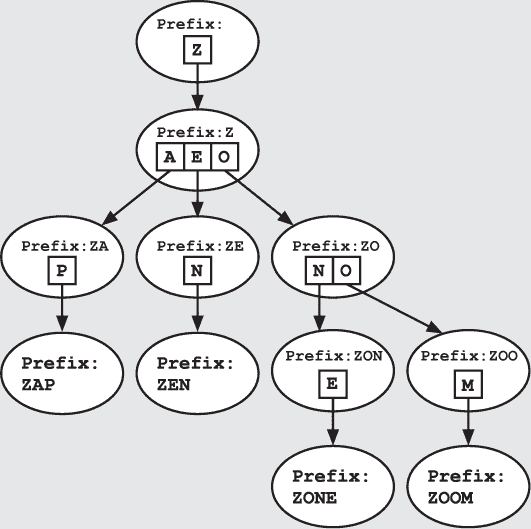 Prefix:
Z
Prefix:Z
A E O
Prefix:ZA
P
Prefix:ZE
N
Prefix:ZO
N O
Prefix:
ZAP
Prefix:
ZEN
Prefix:ZON
E
Prefix:ZOO
M
Prefix:
ZONE
Prefix:
ZOOM